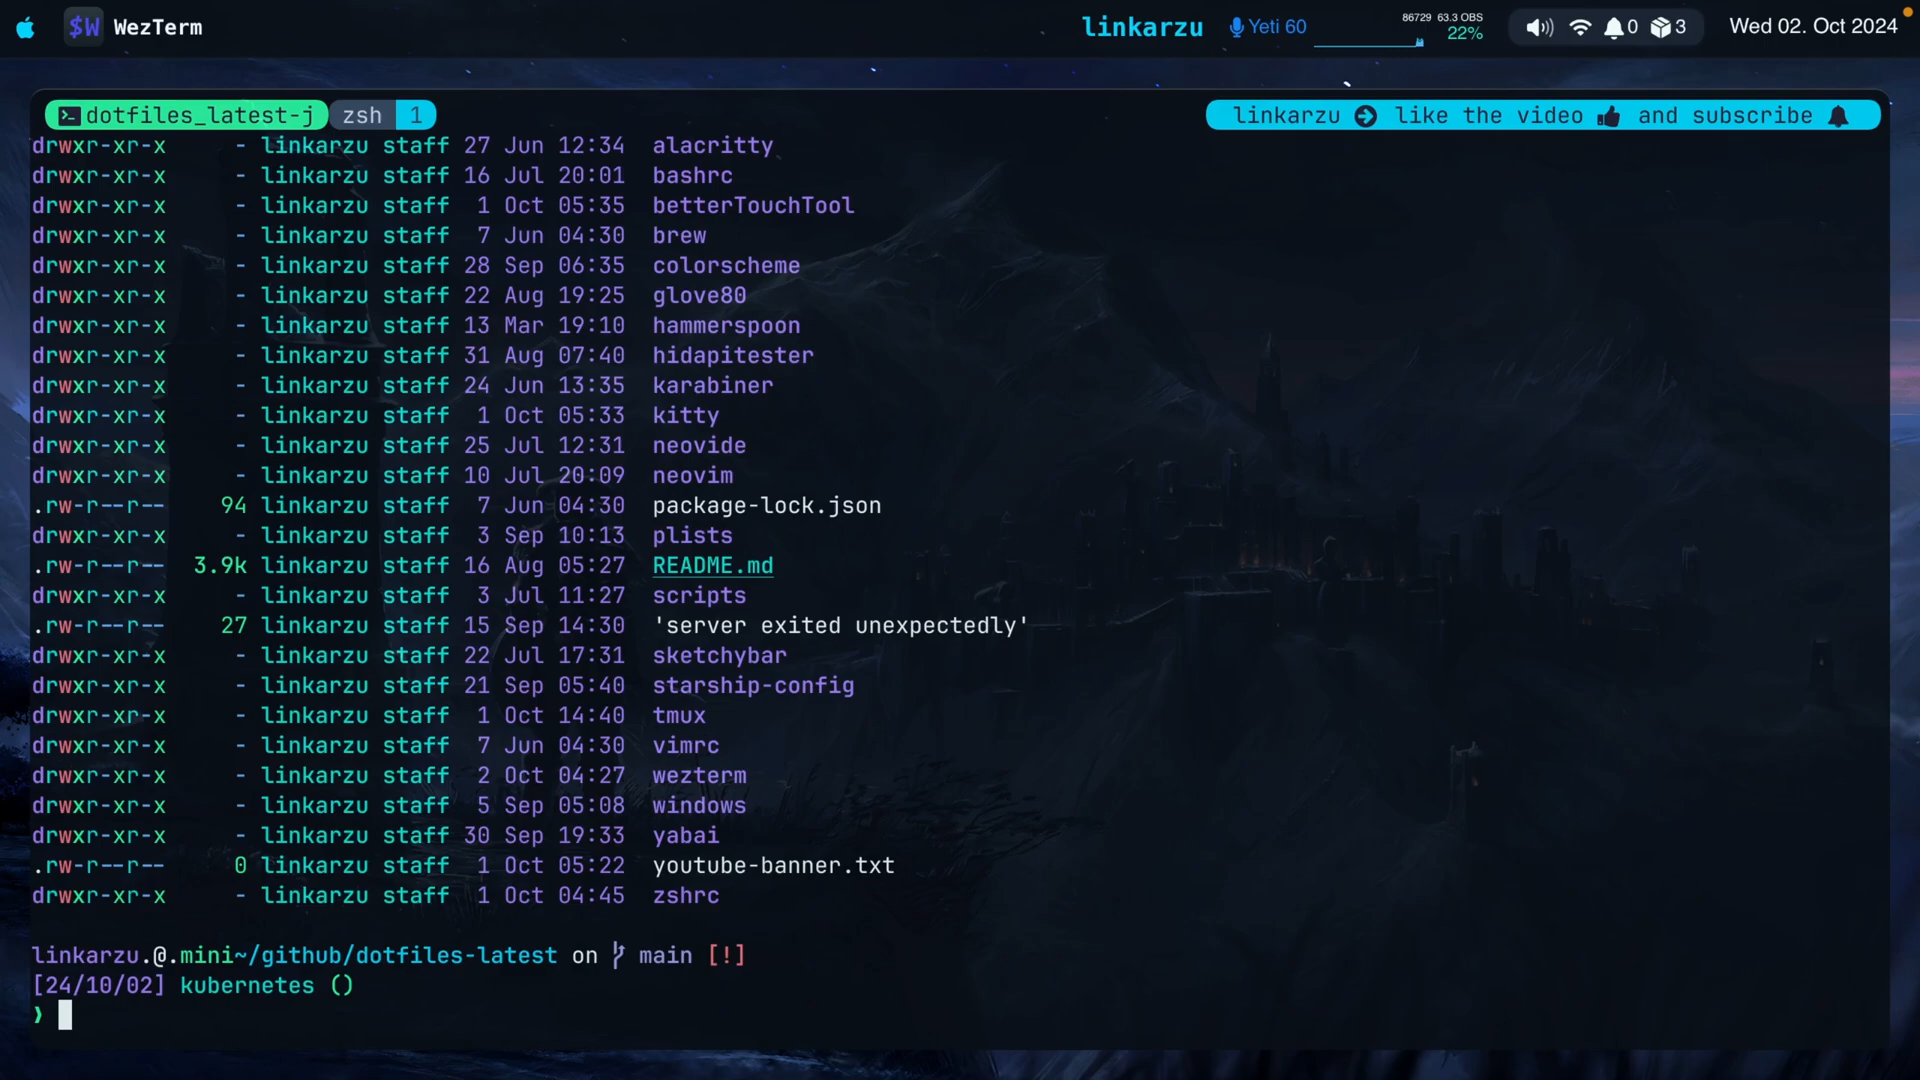 $W WezTerm
linkarzu Yeti 60 86729 63.3 OBS 22% 0 3 Wed 02. Oct 2024
dotfiles_latest-j zsh 1 linkarzu like the video and subscribe
drwxr-xr-x - linkarzu staff 27 Jun 12:34 alacritty
drwxr-xr-x - linkarzu staff 16 Jul 20:01 bashrc
drwxr-xr-x - linkarzu staff 1 Oct 05:35 betterTouchTool
drwxr-xr-x - linkarzu staff 7 Jun 04:30 brew
drwxr-xr-x - linkarzu staff 28 Sep 06:35 colorscheme
drwxr-xr-x - linkarzu staff 22 Aug 19:25 glove80
drwxr-xr-x - linkarzu staff 13 Mar 19:10 hammerspoon
drwxr-xr-x - linkarzu staff 31 Aug 07:40 hidapitester
drwxr-xr-x - linkarzu staff 24 Jun 13:35 karabiner
drwxr-xr-x - linkarzu staff 1 Oct 05:33 kitty
drwxr-xr-x - linkarzu staff 25 Jul 12:31 neovide
drwxr-xr-x - linkarzu staff 10 Jul 20:09 neovim
.rw-r--r-- 94 linkarzu staff 7 Jun 04:30 package-lock.json
drwxr-xr-x - linkarzu staff 3 Sep 10:13 plists
.rw-r--r-- 3.9k linkarzu staff 16 Aug 05:27 README.md
drwxr-xr-x - linkarzu staff 3 Jul 11:27 scripts
.rw-r--r-- 27 linkarzu staff 15 Sep 14:30 'server exited unexpectedly'
drwxr-xr-x - linkarzu staff 22 Jul 17:31 sketchybar
drwxr-xr-x - linkarzu staff 21 Sep 05:40 starship-config
drwxr-xr-x - linkarzu staff 1 Oct 14:40 tmux
drwxr-xr-x - linkarzu staff 7 Jun 04:30 vimrc
drwxr-xr-x - linkarzu staff 2 Oct 04:27 wezterm
drwxr-xr-x - linkarzu staff 5 Sep 05:08 windows
drwxr-xr-x - linkarzu staff 30 Sep 19:33 yabai
.rw-r--r-- 0 linkarzu staff 1 Oct 05:22 youtube-banner.txt
drwxr-xr-x - linkarzu staff 1 Oct 04:45 zshrc
linkarzu.@.mini~/github/dotfiles-latest on main [!]
[24/10/02] kubernetes ()
❯